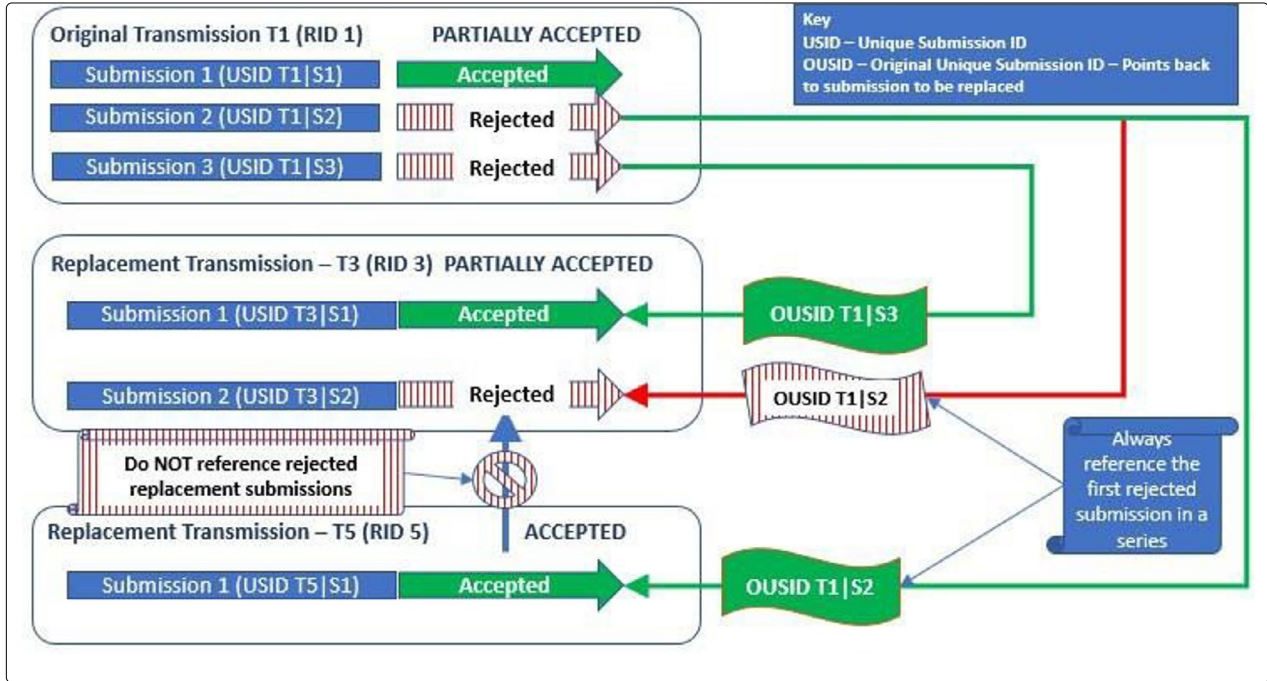 Original Transmission T1 (RID 1) PARTIALLY ACCEPTED
Submission 1 (USID T1|S1) Accepted
Submission 2 (USID T1|S2) Rejected
Submission 3 (USID T1|S3) Rejected
Key
USID – Unique Submission ID
OUSID – Original Unique Submission ID – Points back
to submission to be replaced
Replacement Transmission – T3 (RID 3) PARTIALLY ACCEPTED
Submission 1 (USID T3|S1) Accepted
OUSID T1|S3
Submission 2 (USID T3|S2) Rejected
OUSID T1|S2
Do NOT reference rejected
replacement submissions
Always
reference the
first rejected
submission in a
series
Replacement Transmission – T5 (RID 5) ACCEPTED
Submission 1 (USID T5|S1) Accepted
OUSID T1|S2